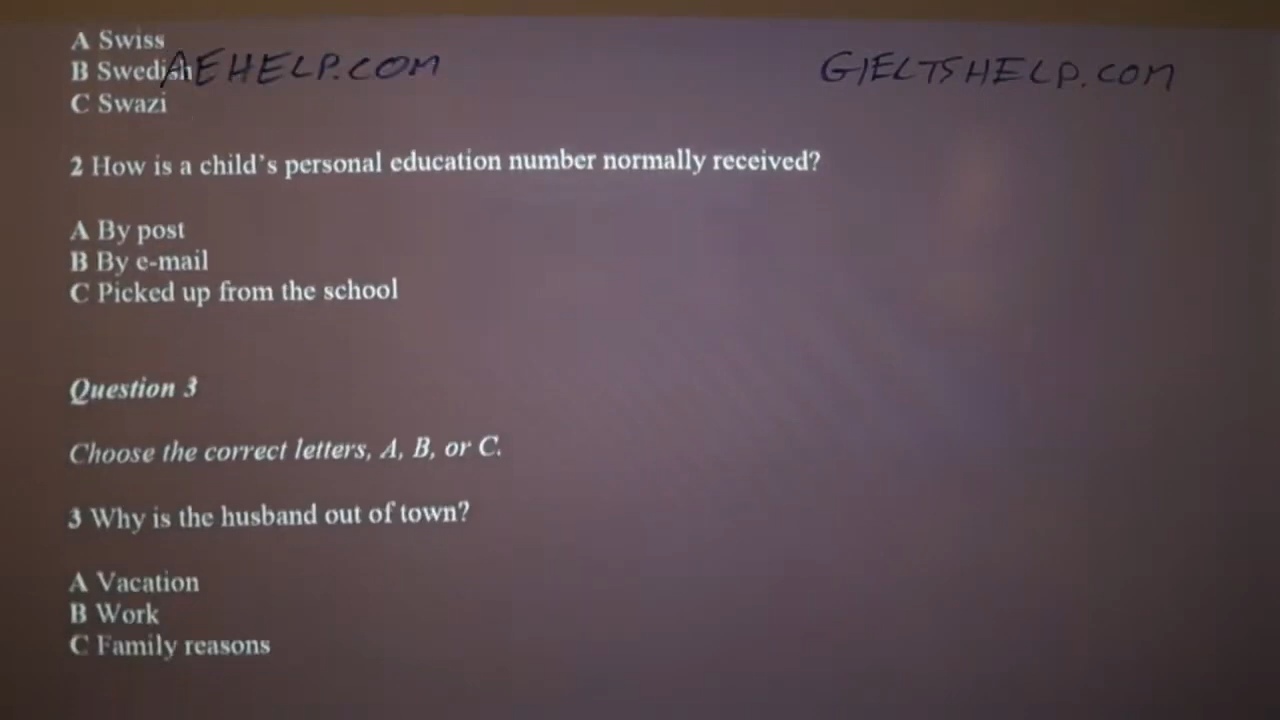 A Swiss
B Swedish
AEHELP.COM
GIELTSHELP.COM
C Swazi
2 How is a child's personal education number normally received?
A By post
B By e-mail
C Picked up from the school
Question 3
Choose the correct letters, A, B, or C.
3 Why is the husband out of town?
A Vacation
B Work
C Family reasons